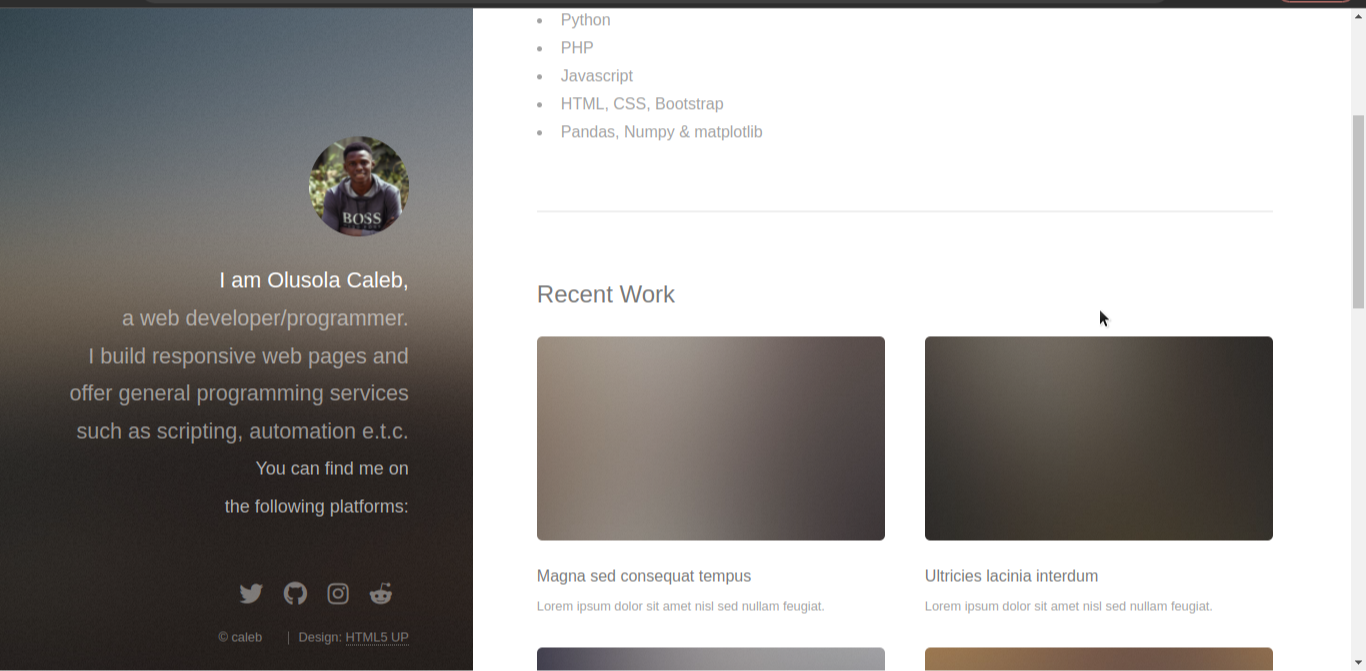 BOSS
I am Olusola Caleb,
a web developer/programmer.
I build responsive web pages and
offer general programming services
such as scripting, automation e.t.c.
You can find me on
the following platforms:
© caleb
Design: HTML5 UP
Python
PHP
Javascript
HTML, CSS, Bootstrap
Pandas, Numpy & matplotlib
Recent Work
Magna sed consequat tempus
Lorem ipsum dolor sit amet nisl sed nullam feugiat.
Ultricies lacinia interdum
Lorem ipsum dolor sit amet nisl sed nullam feugiat.